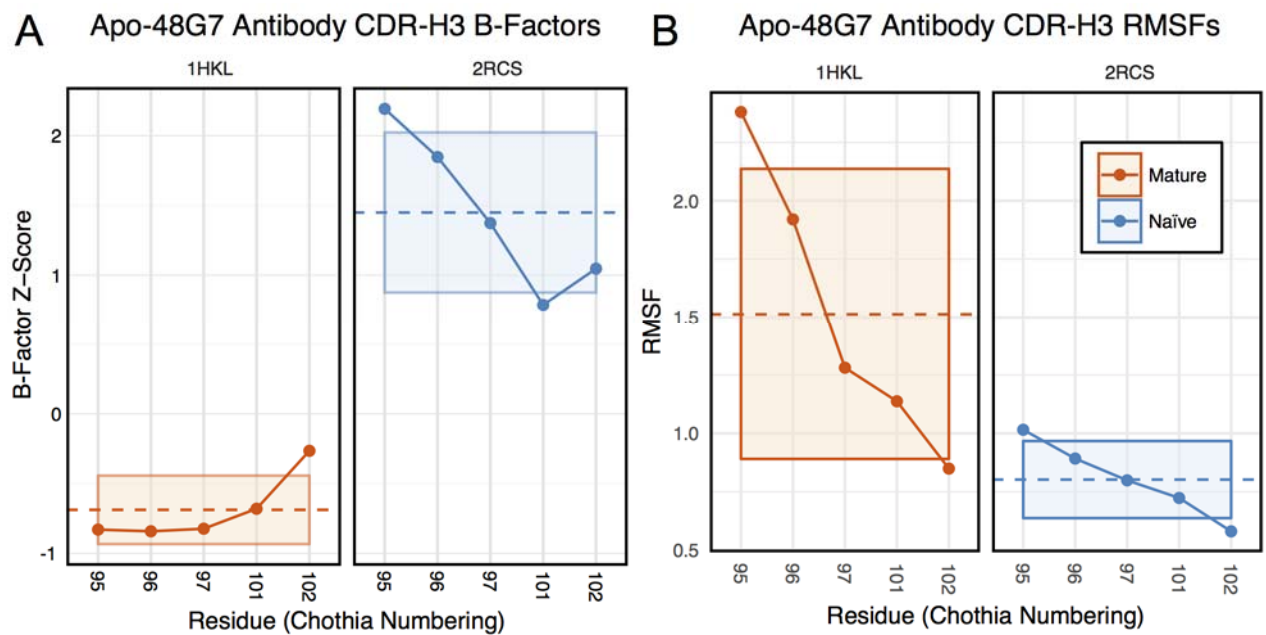 A
Apo-48G7 Antibody CDR-H3 B-Factors
1HKL
2RCS
B-Factor Z−Score
2
1
0
-1
95
96
97
101
102
95
96
97
101
102
Residue (Chothia Numbering)
B
Apo-48G7 Antibody CDR-H3 RMSFs
1HKL
2RCS
RMSF
2.0
1.5
1.0
0.5
Mature
Naïve
95
96
97
101
102
95
96
97
101
102
Residue (Chothia Numbering)